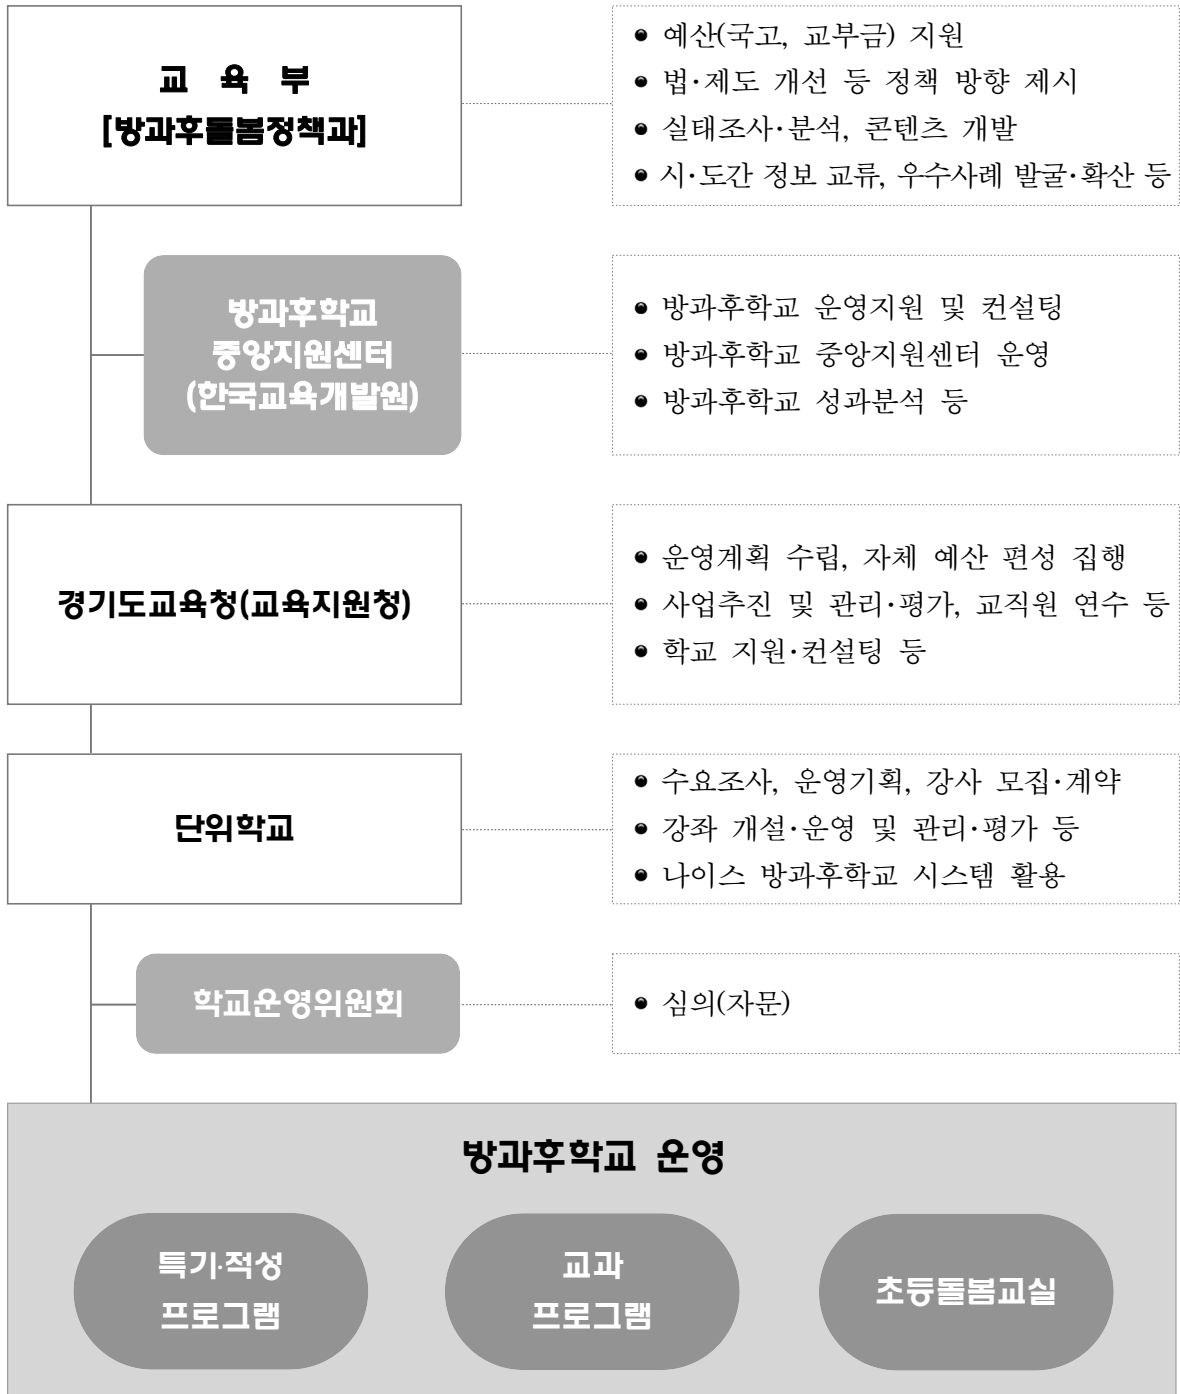 교 육 부
[방과후돌봄정책과]
● 예산(국고, 교부금) 지원
● 법·제도 개선 등 정책 방향 제시
● 실태조사·분석, 콘텐츠 개발
● 시·도간 정보 교류, 우수사례 발굴·확산 등
방과후학교
중앙지원센터
(한국교육개발원)
● 방과후학교 운영지원 및 컨설팅
● 방과후학교 중앙지원센터 운영
● 방과후학교 성과분석 등
경기도교육청(교육지원청)
● 운영계획 수립, 자체 예산 편성 집행
● 사업추진 및 관리·평가, 교직원 연수 등
● 학교 지원·컨설팅 등
단위학교
● 수요조사, 운영기획, 강사 모집·계약
● 강좌 개설·운영 및 관리·평가 등
● 나이스 방과후학교 시스템 활용
학교운영위원회
● 심의(자문)
방과후학교 운영
특기·적성
프로그램
교과
프로그램
초등돌봄교실